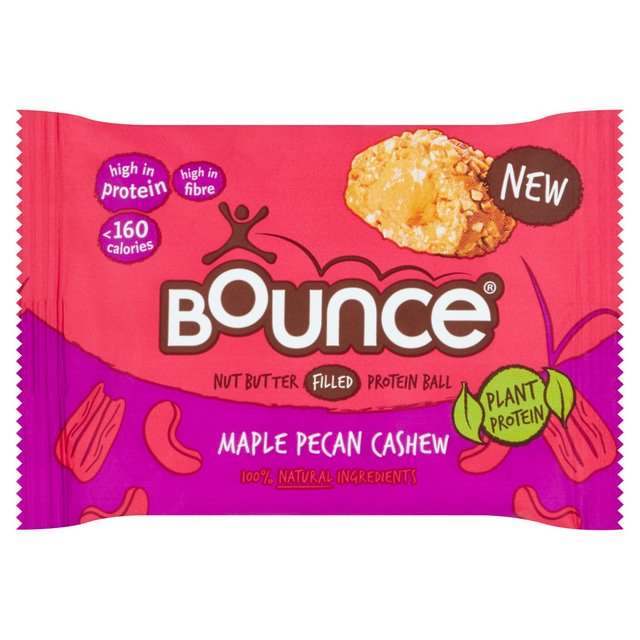 high in
protein
high in
fibre
<160
calories
NEW
BOUNCE®
NUT BUTTER FILLED PROTEIN BALL
PLANT
PROTEIN
MAPLE PECAN CASHEW
100% NATURAL INGREDIENTS